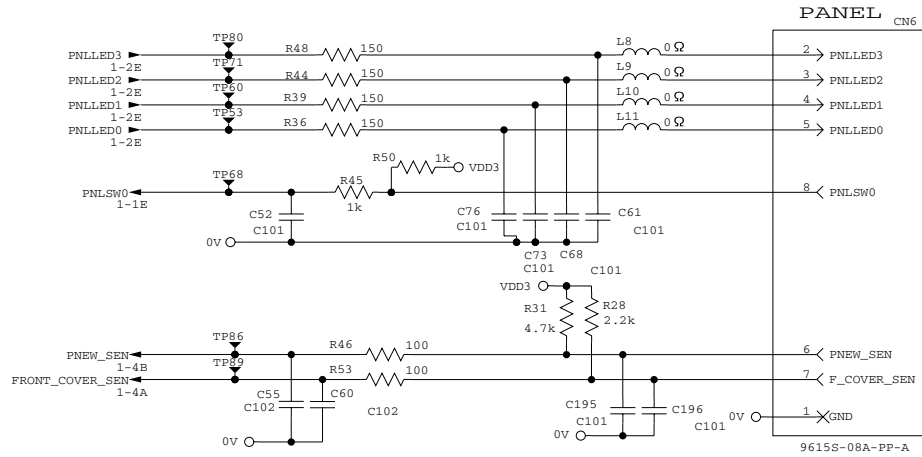 PANEL
CN6
TP80
PNLLED3
1-2E
R48
150
L8
0Ω
2
PNLLED3
TP71
PNLLED2
1-2E
R44
150
L9
0Ω
3
PNLLED2
TP60
PNLLED1
1-2E
R39
150
L10
0Ω
4
PNLLED1
TP53
PNLLED0
1-2E
R36
150
L11
0Ω
5
PNLLED0
R50
1k
VDD3
TP68
PNLSW0
1-1E
R45
1k
8
PNLSW0
C52
C101
0V
C76
C101
C73
C101
C68
C101
C61
C101
VDD3
R31
4.7k
R28
2.2k
TP86
PNEW_SEN
1-4B
R46
100
6
PNEW_SEN
TP89
FRONT_COVER_SEN
1-4A
R53
100
7
F_COVER_SEN
C55
C102
C60
C102
0V
C195
C101
C196
C101
0V
0V
1
GND
9615S-08A-PP-A